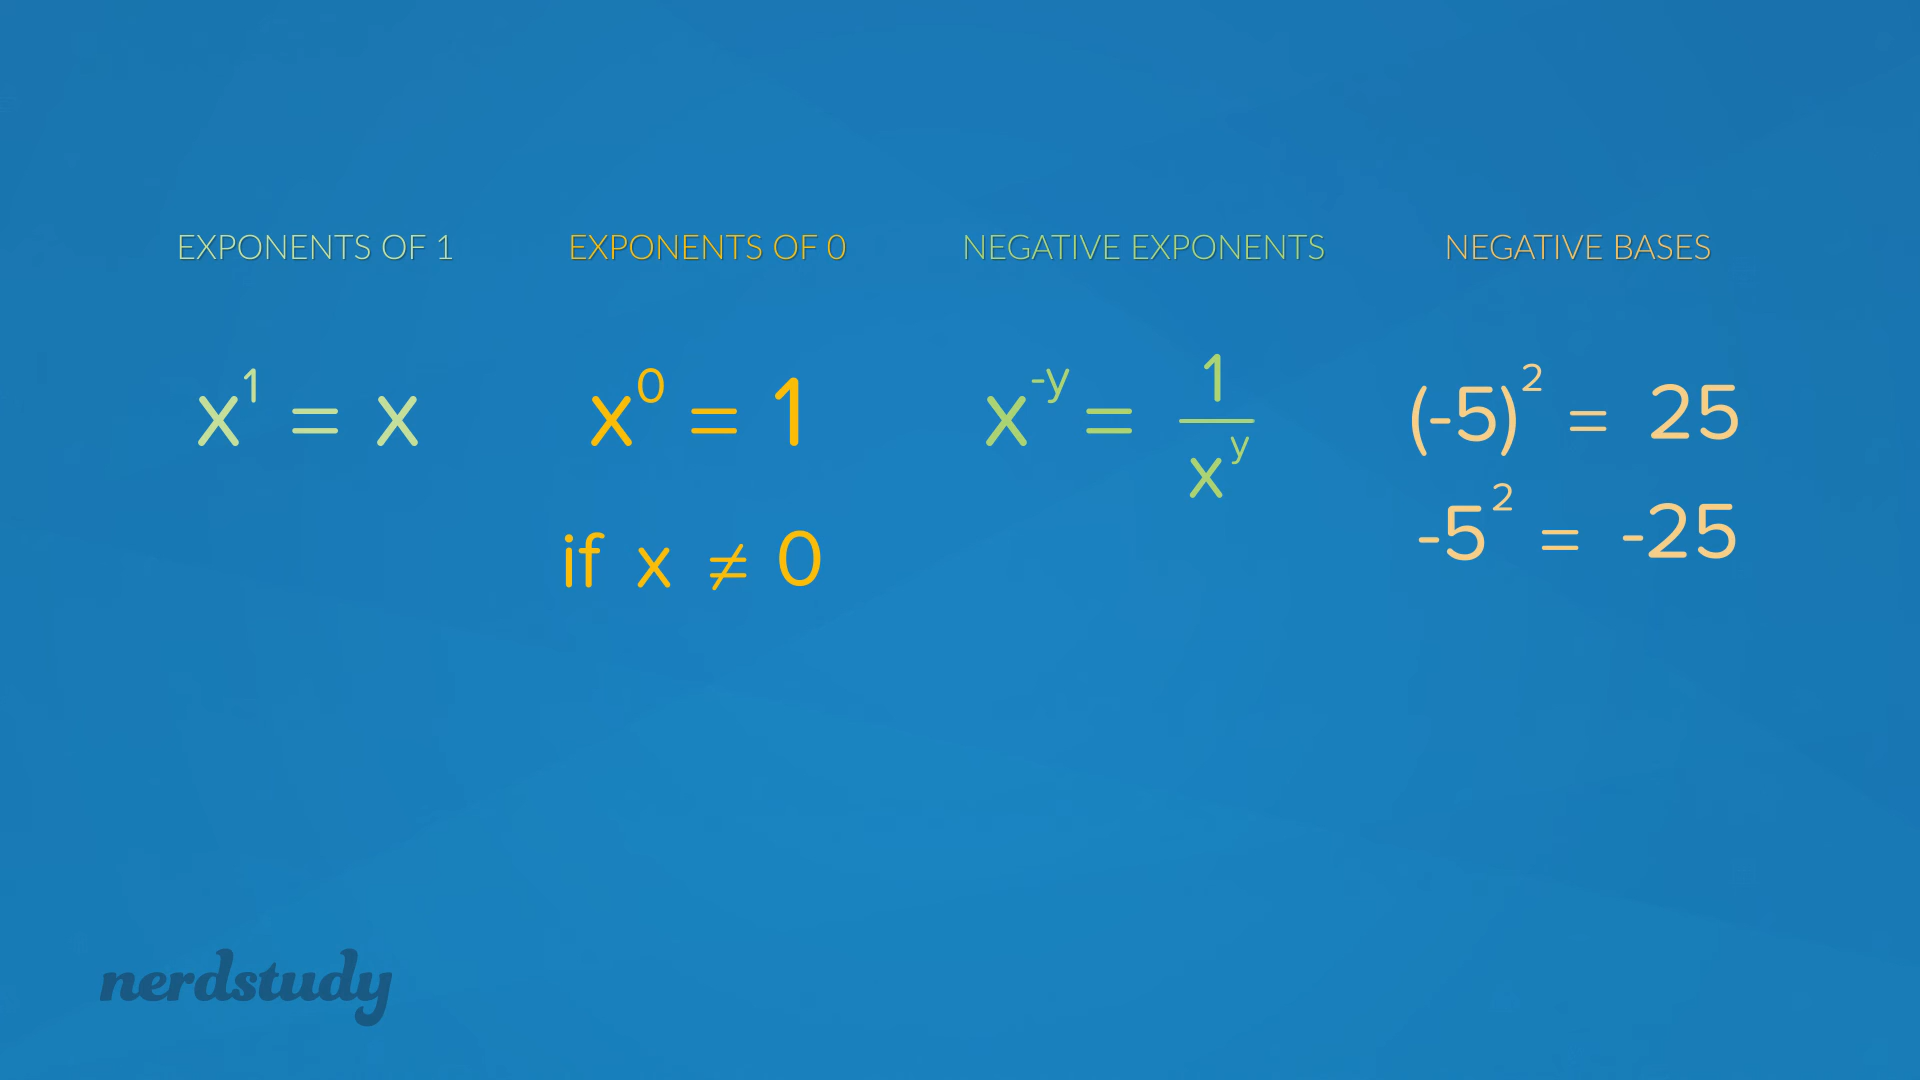 EXPONENTS OF 1
x¹ = x
EXPONENTS OF 0
x⁰ = 1
if x ≠ 0
NEGATIVE EXPONENTS
x⁻ʸ = 1/xʸ
NEGATIVE BASES
(-5)² = 25
-5² = -25
nerdstudy